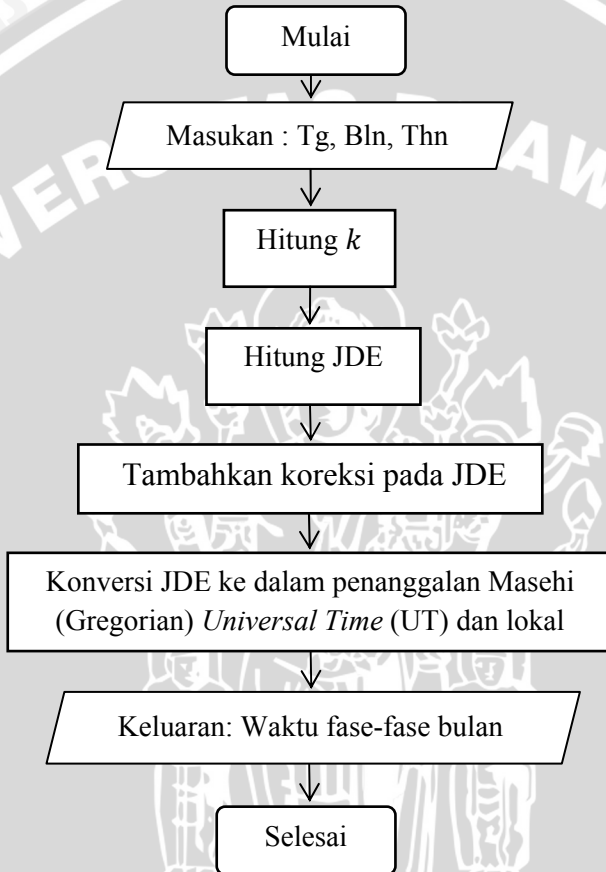 Mulai
Masukan : Tg, Bln, Thn
Hitung k
Hitung JDE
Tambahkan koreksi pada JDE
Konversi JDE ke dalam penanggalan Masehi
(Gregorian) Universal Time (UT) dan lokal
Keluaran: Waktu fase-fase bulan
Selesai